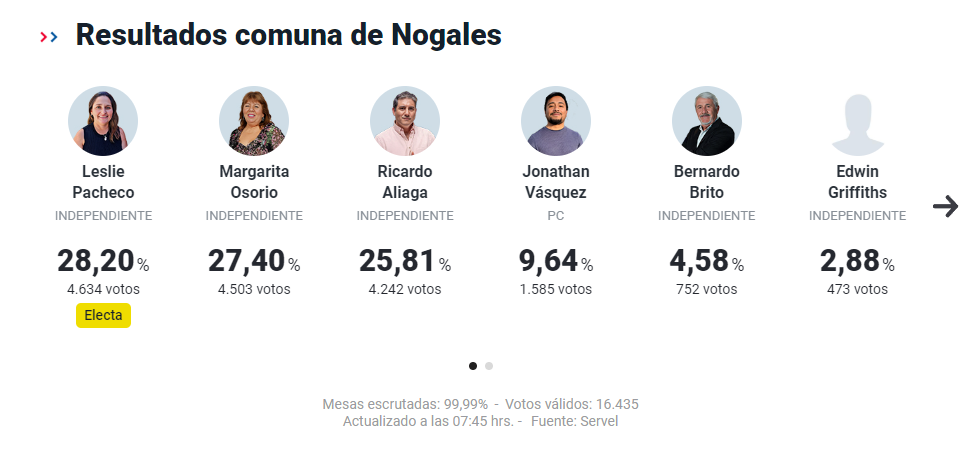 Resultados comuna de Nogales
Leslie
Pacheco
INDEPENDIENTE
28,20%
4.634 votos
Electa
Margarita
Osorio
INDEPENDIENTE
27,40%
4.503 votos
Ricardo
Aliaga
INDEPENDIENTE
25,81%
4.242 votos
Jonathan
Vásquez
PC
9,64%
1.585 votos
Bernardo
Brito
INDEPENDIENTE
4,58%
752 votos
Edwin
Griffiths
INDEPENDIENTE
2,88%
473 votos
Mesas escrutadas: 99,99% - Votos válidos: 16.435
Actualizado a las 07:45 hrs. - Fuente: Servel